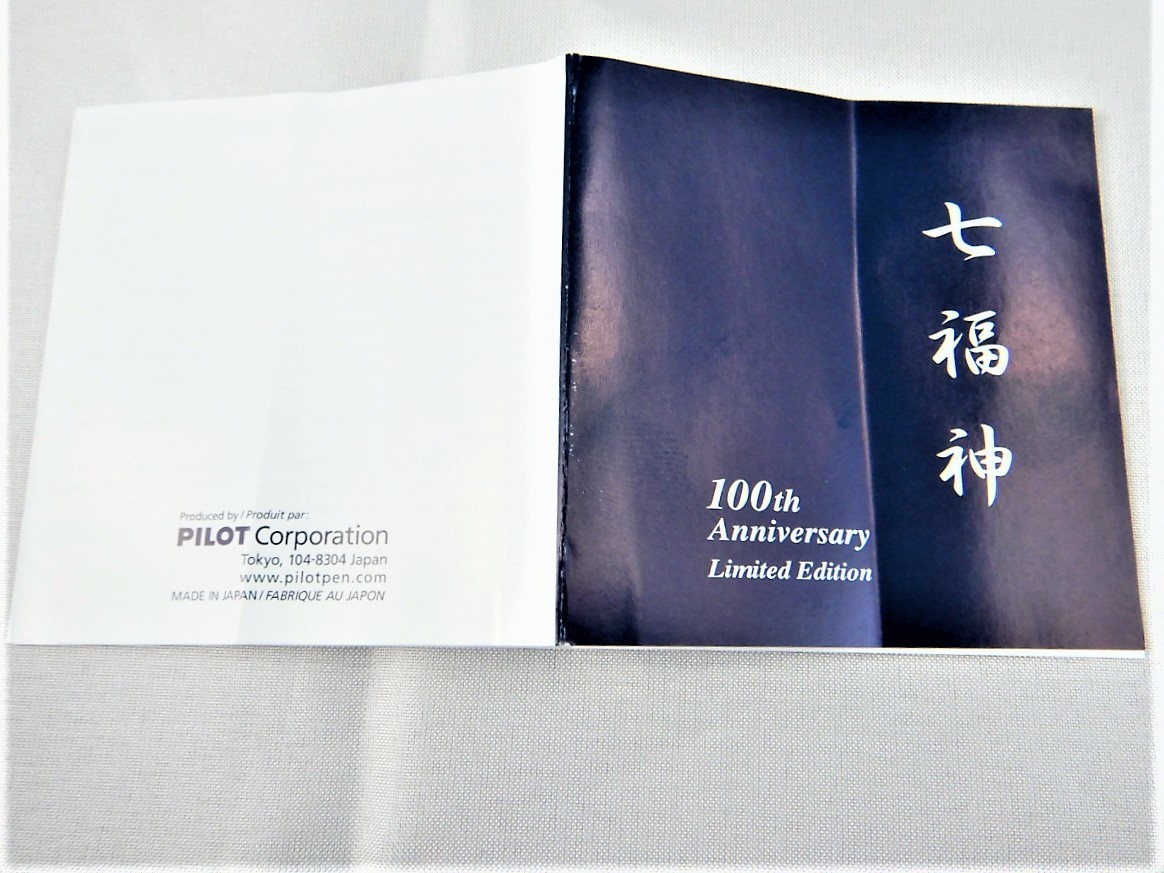 Produced by / Produit par:
PILOT Corporation
Tokyo, 104-8304 Japan
www.pilotpen.com
MADE IN JAPAN / FABRIQUE AU JAPON
七福神
100th
Anniversary
Limited Edition